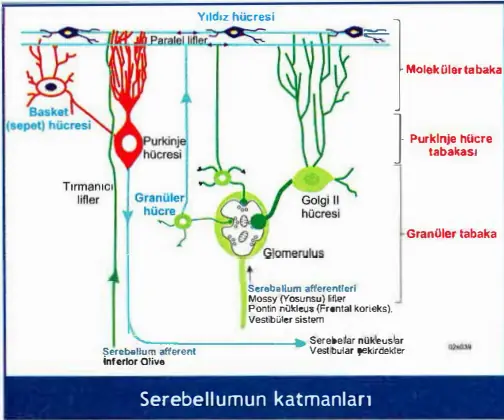 Yıldız hücresi
Paralel lifler
Moleküler tabaka
Basket
(sepet) hücresi
Purkinje
hücresi
Purkinje hücre
tabakası
Tırmanıcı
lifler
Granüler
hücre
Golgi II
hücresi
Granüler tabaka
Glomerulus
Serebellum afferentleri
Mossy (Yosunsu) lifler
Pontin nükleus (Frontal korteks),
Vestibüler sistem
Serebellar nükleuslar
Vestibular çekirdekler
Serebellum afferent
Inferior Olive
Serebellumun katmanları